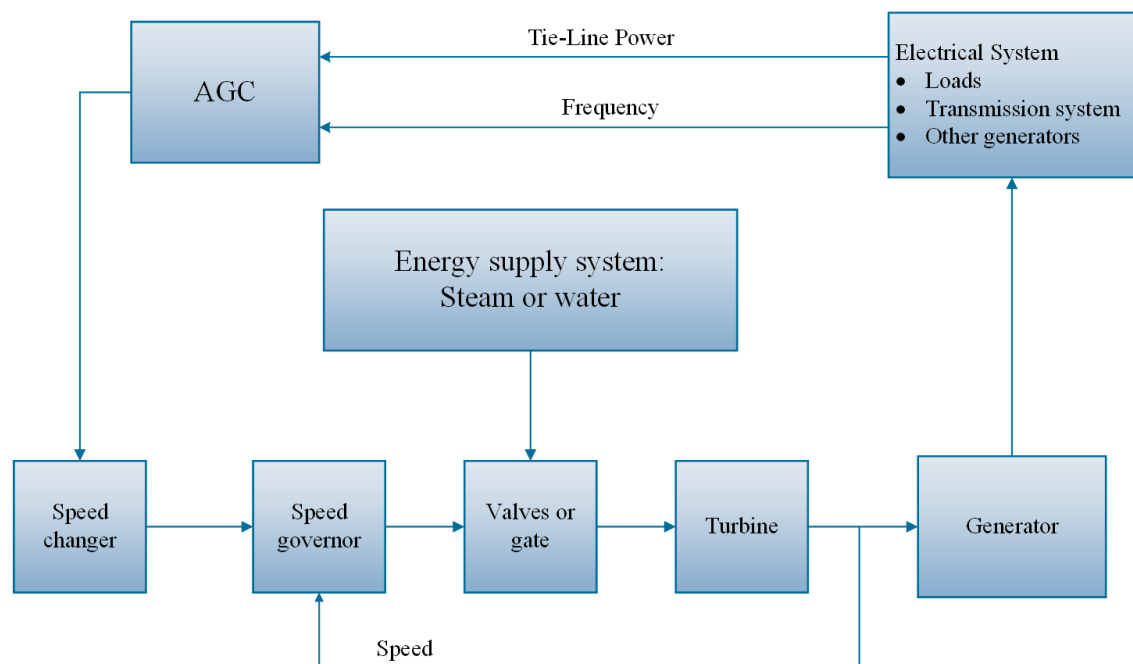 Tie-Line Power
AGC
Frequency
Electrical System
• Loads
• Transmission system
• Other generators
Energy supply system:
Steam or water
Speed
changer
Speed
governor
Valves or
gate
Turbine
Generator
Speed